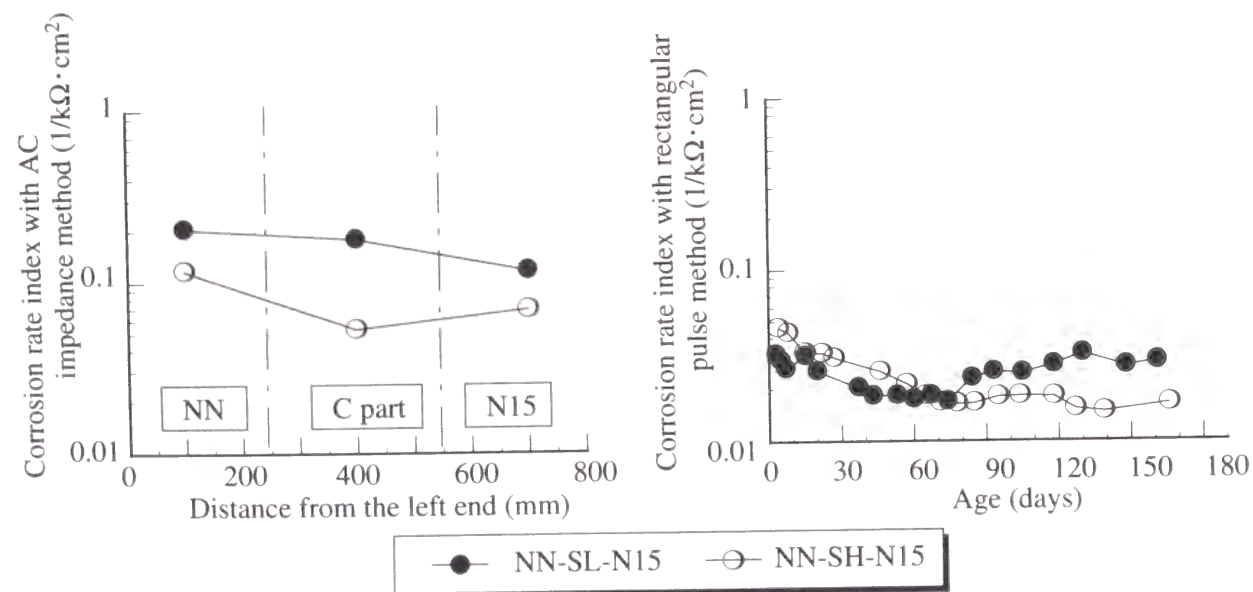 Corrosion rate index with AC
impedance method (1/kΩ·cm²)
1
0.1
0.01
NN
C part
N15
0
200
400
600
800
Distance from the left end (mm)
Corrosion rate index with rectangular
pulse method (1/kΩ·cm²)
1
0.1
0.01
0
30
60
90
120
150
180
Age (days)
NN-SL-N15
NN-SH-N15